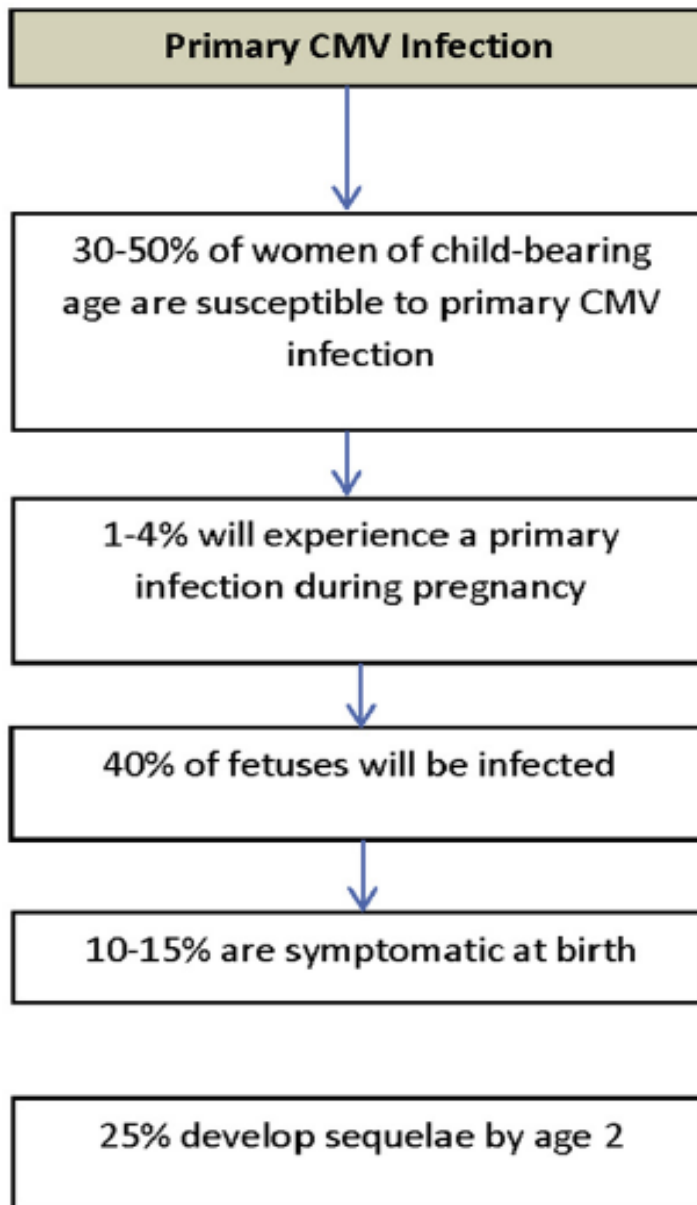 Primary CMV Infection
30-50% of women of child-bearing
age are susceptible to primary CMV
infection
1-4% will experience a primary
infection during pregnancy
40% of fetuses will be infected
10-15% are symptomatic at birth
25% develop sequelae by age 2